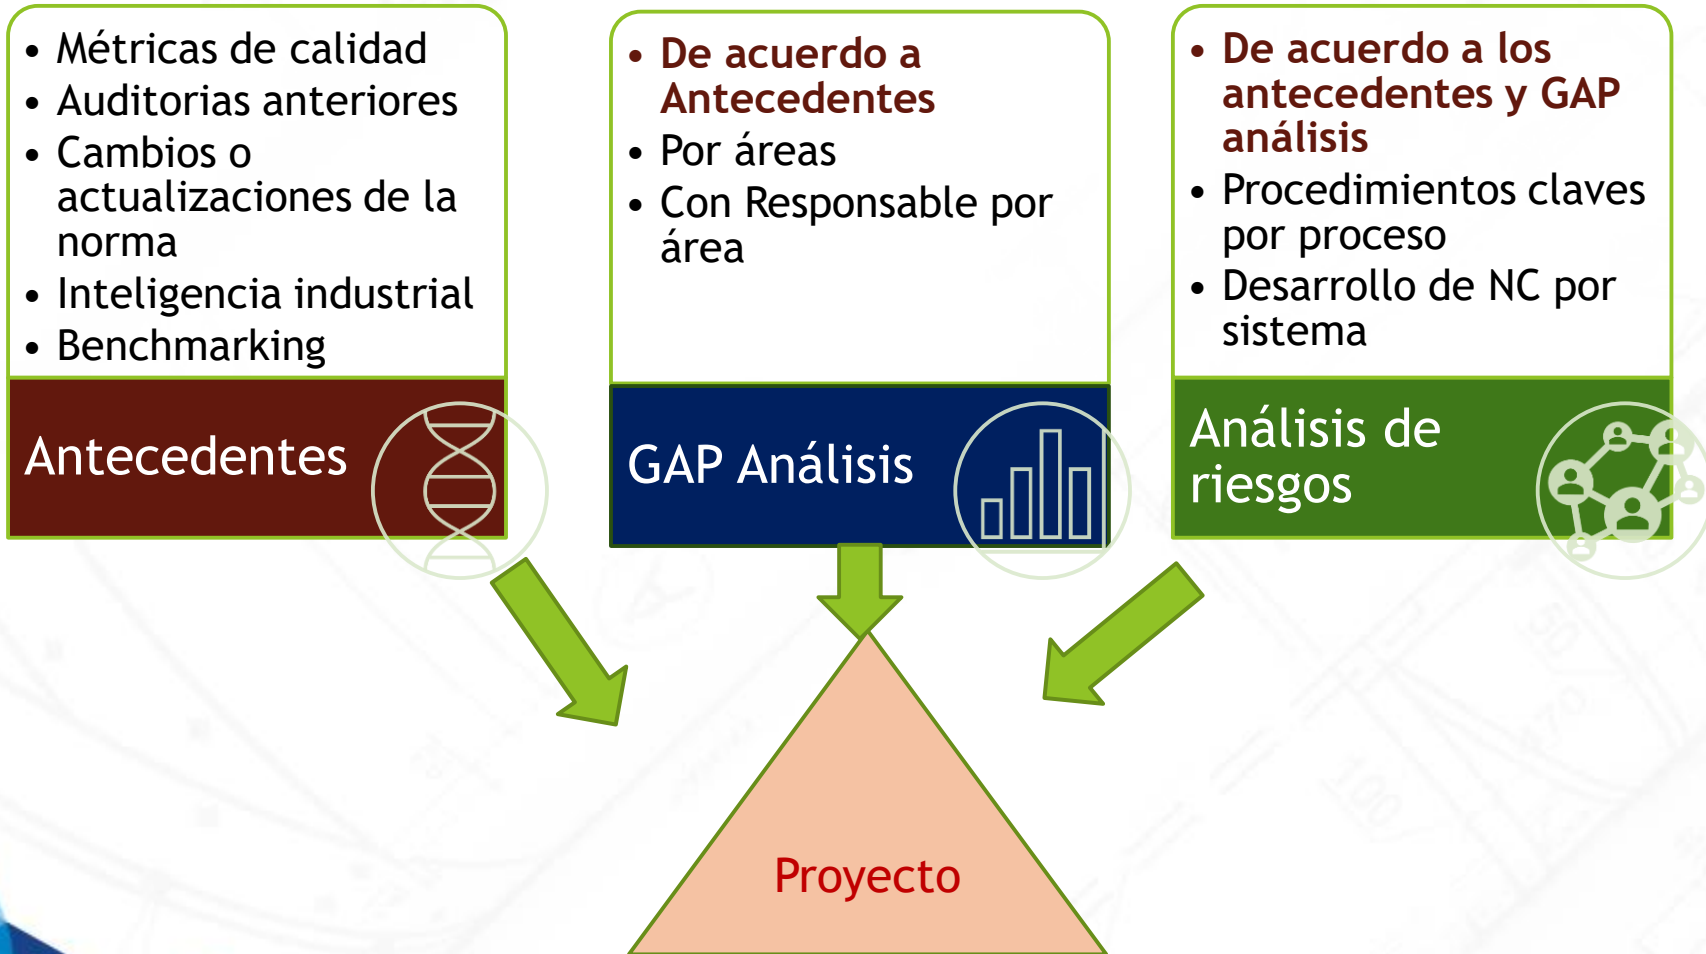 • Métricas de calidad
• Auditorias anteriores
• Cambios o
actualizaciones de la
norma
• Inteligencia industrial
• Benchmarking
Antecedentes
• De acuerdo a
Antecedentes
• Por áreas
• Con Responsable por
área
GAP Análisis
• De acuerdo a los
antecedentes y GAP
análisis
• Procedimientos claves
por proceso
• Desarrollo de NC por
sistema
Análisis de
riesgos
Proyecto